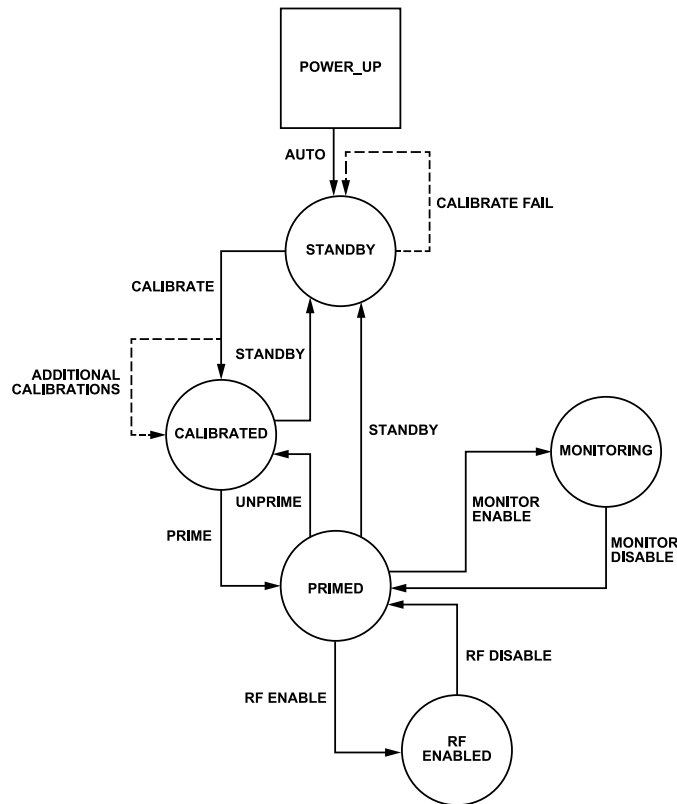 POWER_UP
AUTO
CALIBRATE FAIL
STANDBY
CALIBRATE
STANDBY
ADDITIONAL
CALIBRATIONS
CALIBRATED
STANDBY
MONITORING
UNPRIME
MONITOR
ENABLE
PRIME
MONITOR
DISABLE
PRIMED
RF DISABLE
RF ENABLE
RF
ENABLED